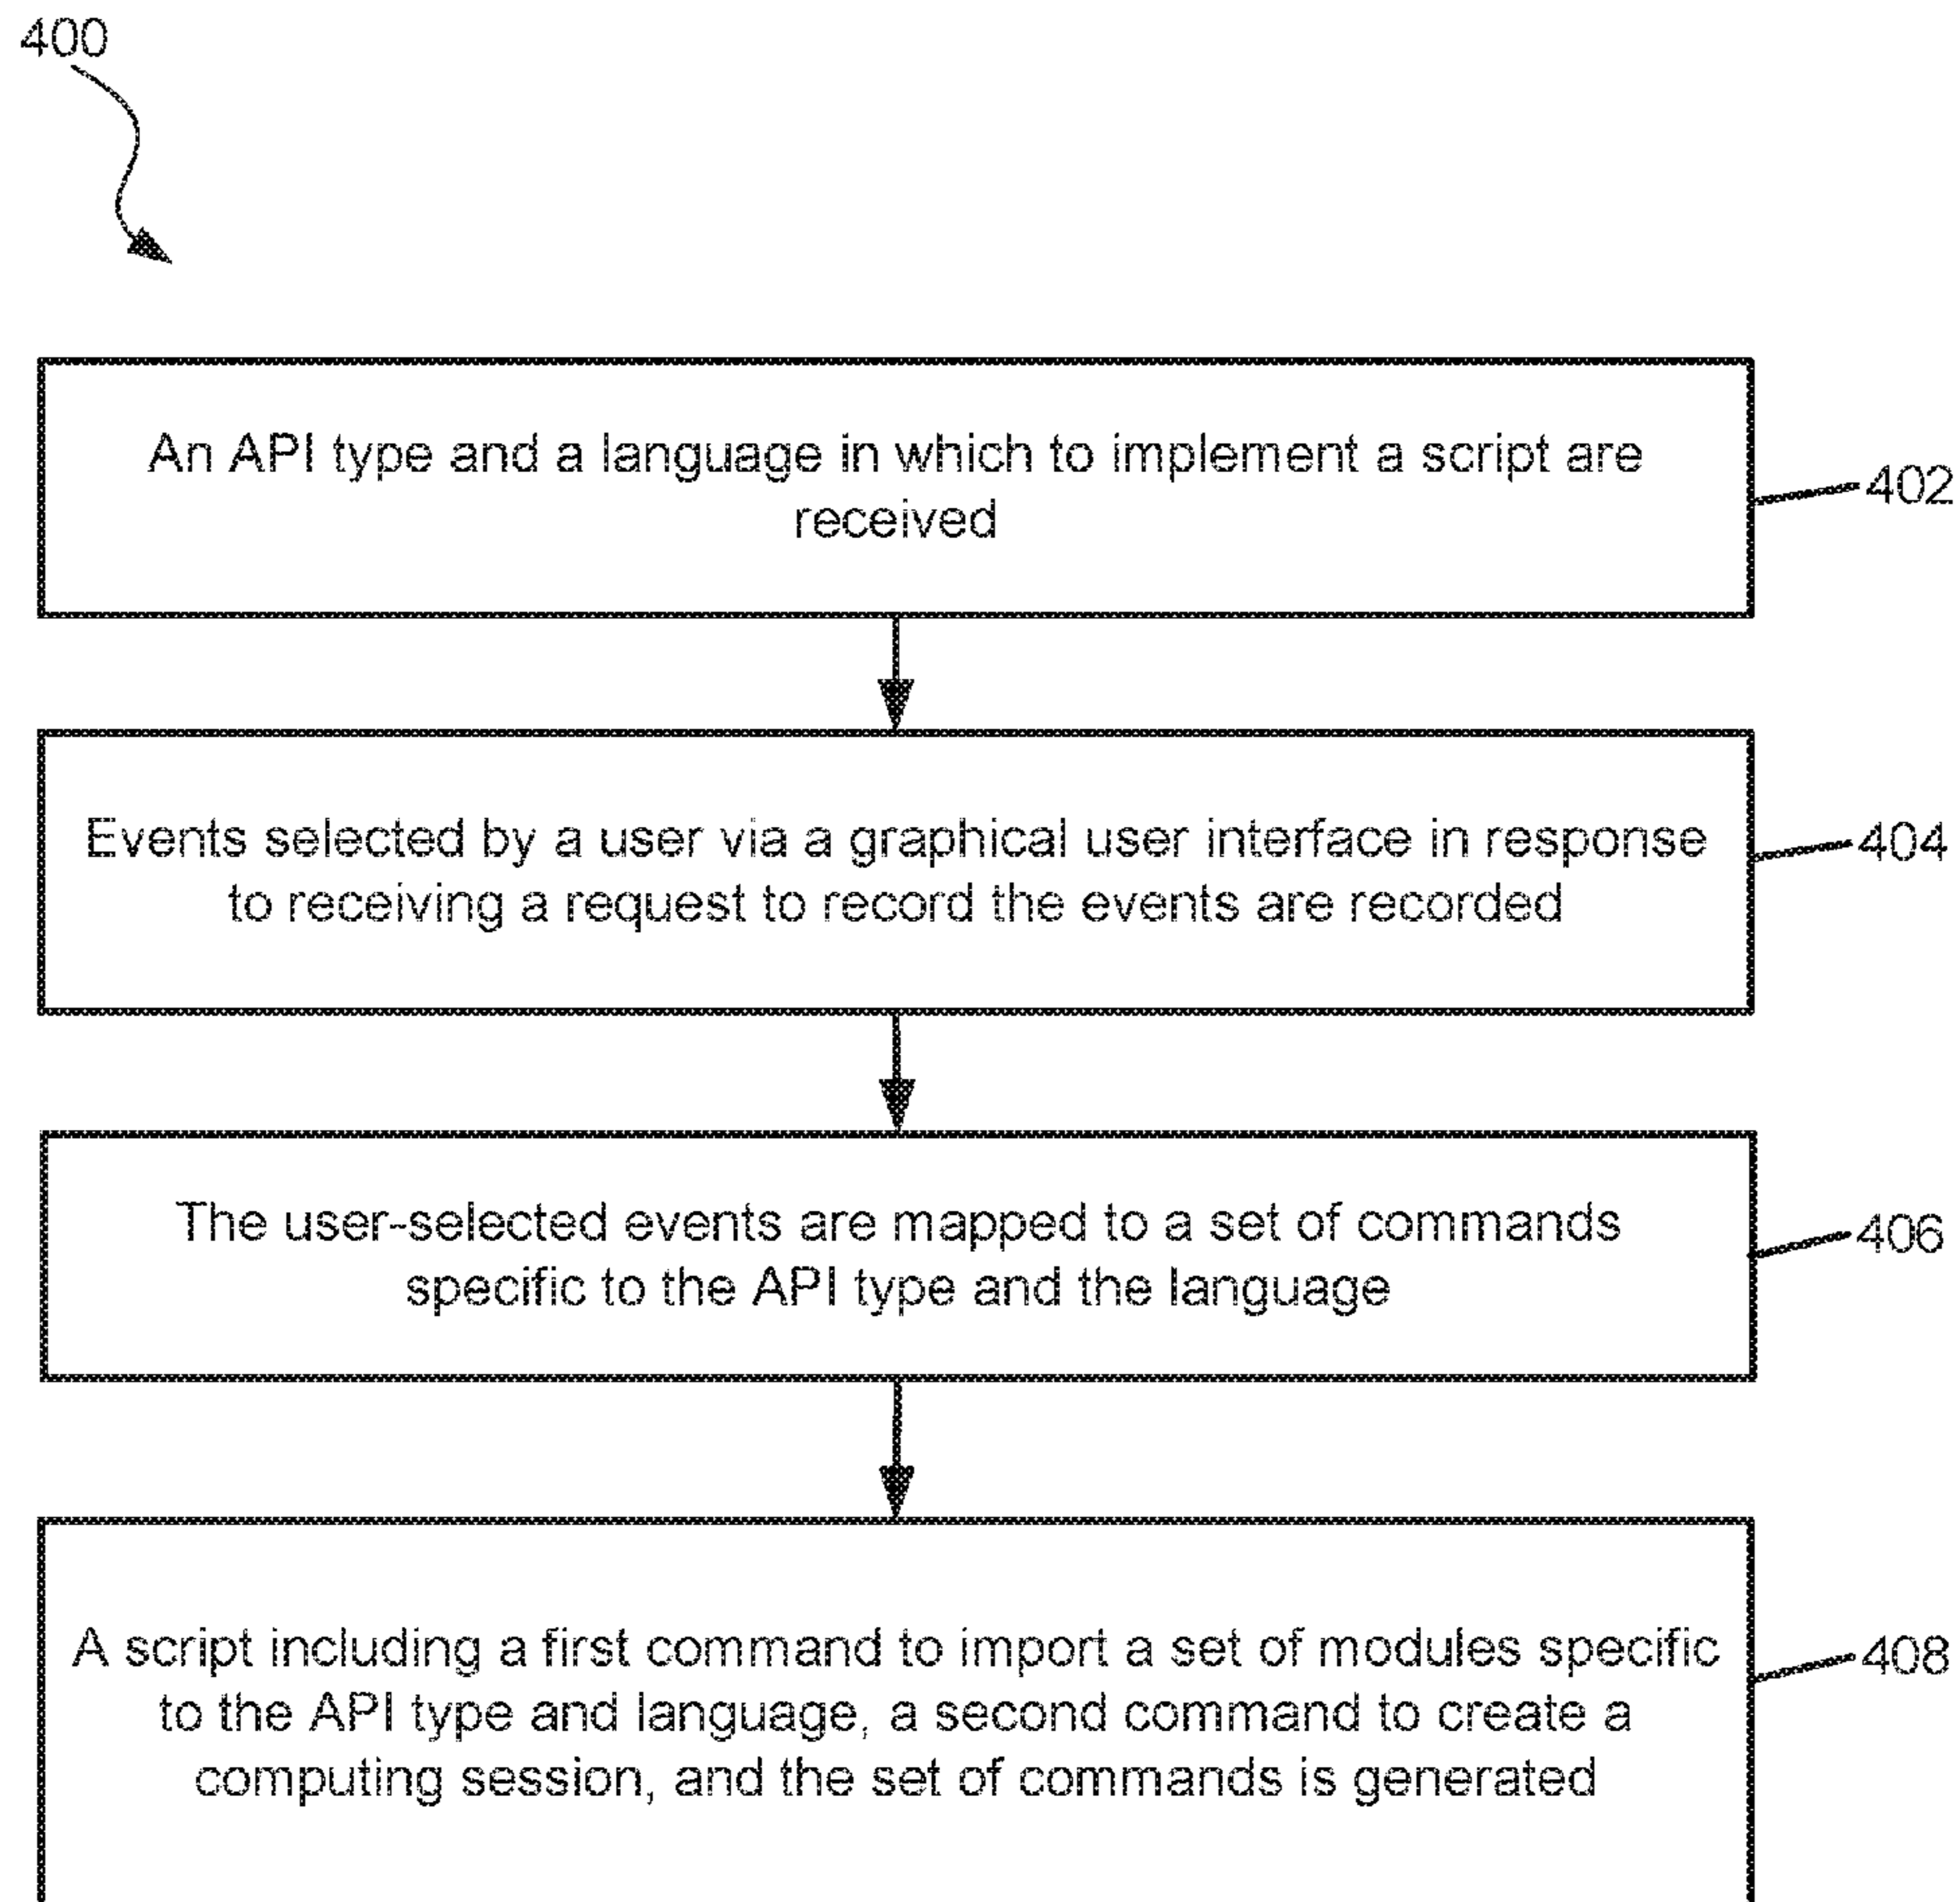 400
An API type and a language in which to implement a script are
received
402
Events selected by a user via a graphical user interface in response
to receiving a request to record the events are recorded
404
The user-selected events are mapped to a set of commands
specific to the API type and the language
406
A script including a first command to import a set of modules specific
to the API type and language, a second command to create a
computing session, and the set of commands is generated
408